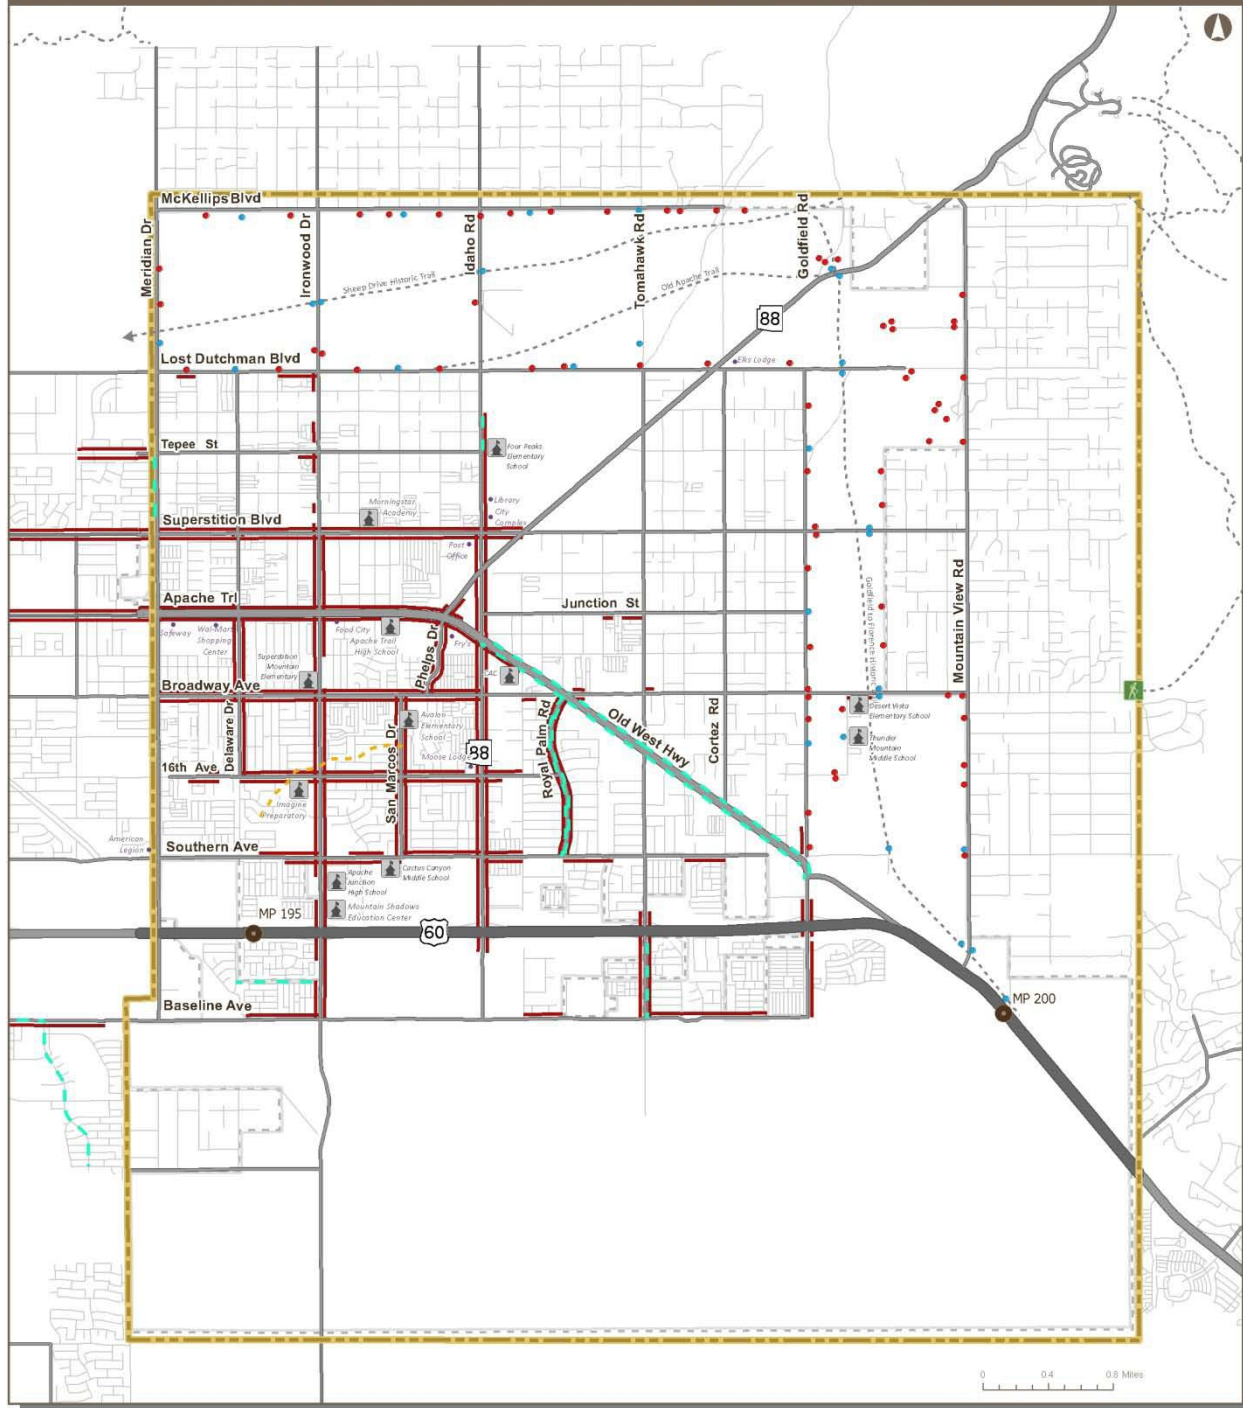 McKellips Blvd
Meridian Dr
Ironwood Dr
Idaho Rd
Tomahawk Rd
Goldfield Rd
Sheep Drive Historic Trail
Old Apache Trail
88
Lost Dutchman Blvd
Elks Lodge
Tepee St
Four Peaks
Elementary
School
Morningstar
Academy
Library
City
Complex
Superstition Blvd
Post
Office
Mountain View Rd
Goldfield to Florence Historic
Apache Trl
Junction St
Safeway
Wal-Mart
Shopping
Center
Food City
Apache Trail
High School
Phelps Dr
Fry's
Superstition
Mountain
Elementary
CAC
Broadway Ave
Delaware Dr
San Marcos Dr
Avalon
Elementary
School
Moose Lodge
88
Royal Palm Rd
Old West Hwy
Cortez Rd
Desert Vista
Elementary School
Thunder
Mountain
Middle School
16th Ave
Imagine
Preparatory
American
Legion
Southern Ave
Apache
Junction
High School
Cactus Canyon
Middle School
Mountain Shadows
Education Center
MP 195
60
Baseline Ave
MP 200
0 0.4 0.8 Miles